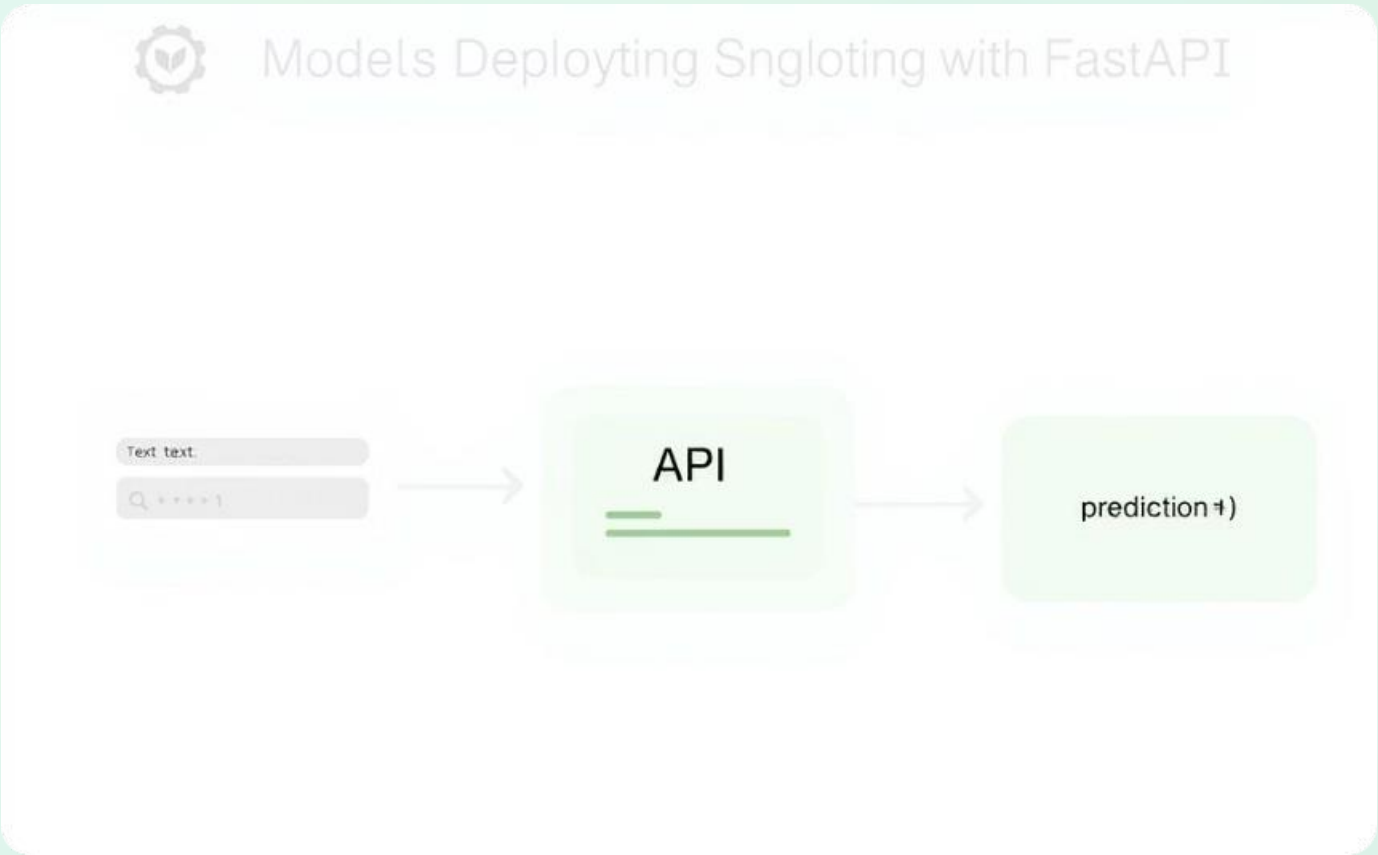 Models Deployting Sngloting with FastAPI
Text text.
API
prediction